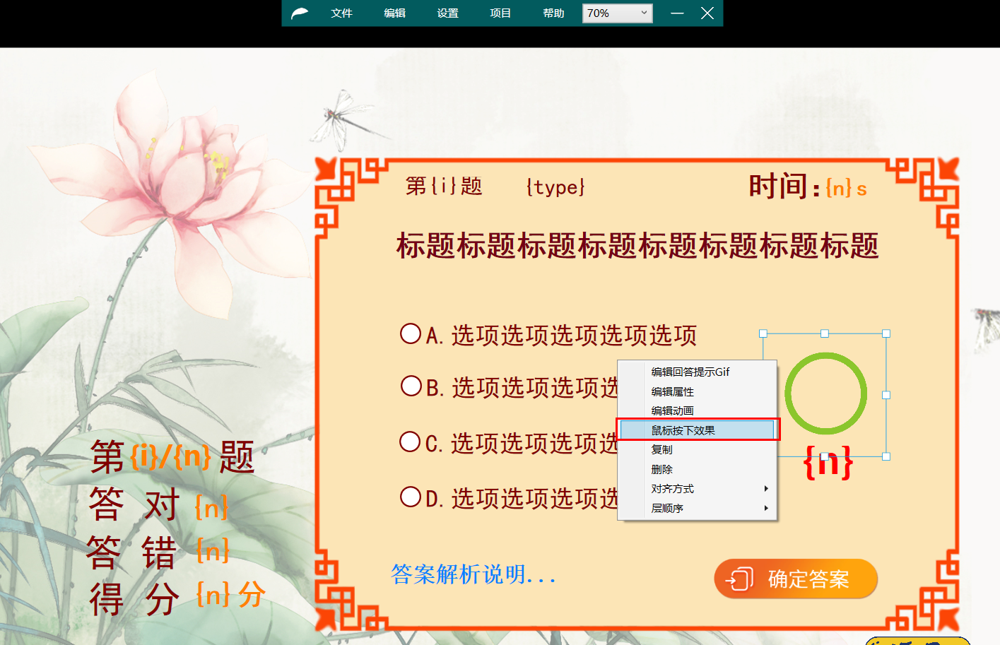 文件 编辑 设置 项目 帮助 70%
第{i}题 {type} 时间:{n} s
标题标题标题标题标题标题标题标题
A. 选项选项选项选项选项
B. 选项选项选项选
C. 选项选项选项选
D. 选项选项选项选
编辑回答提示Gif
编辑属性
编辑动画
鼠标按下效果
复制
删除
对齐方式
层顺序
{n}
第{i}/{n}题
答 对 {n}
答 错 {n}
得 分 {n} 分
答案解析说明...
确定答案